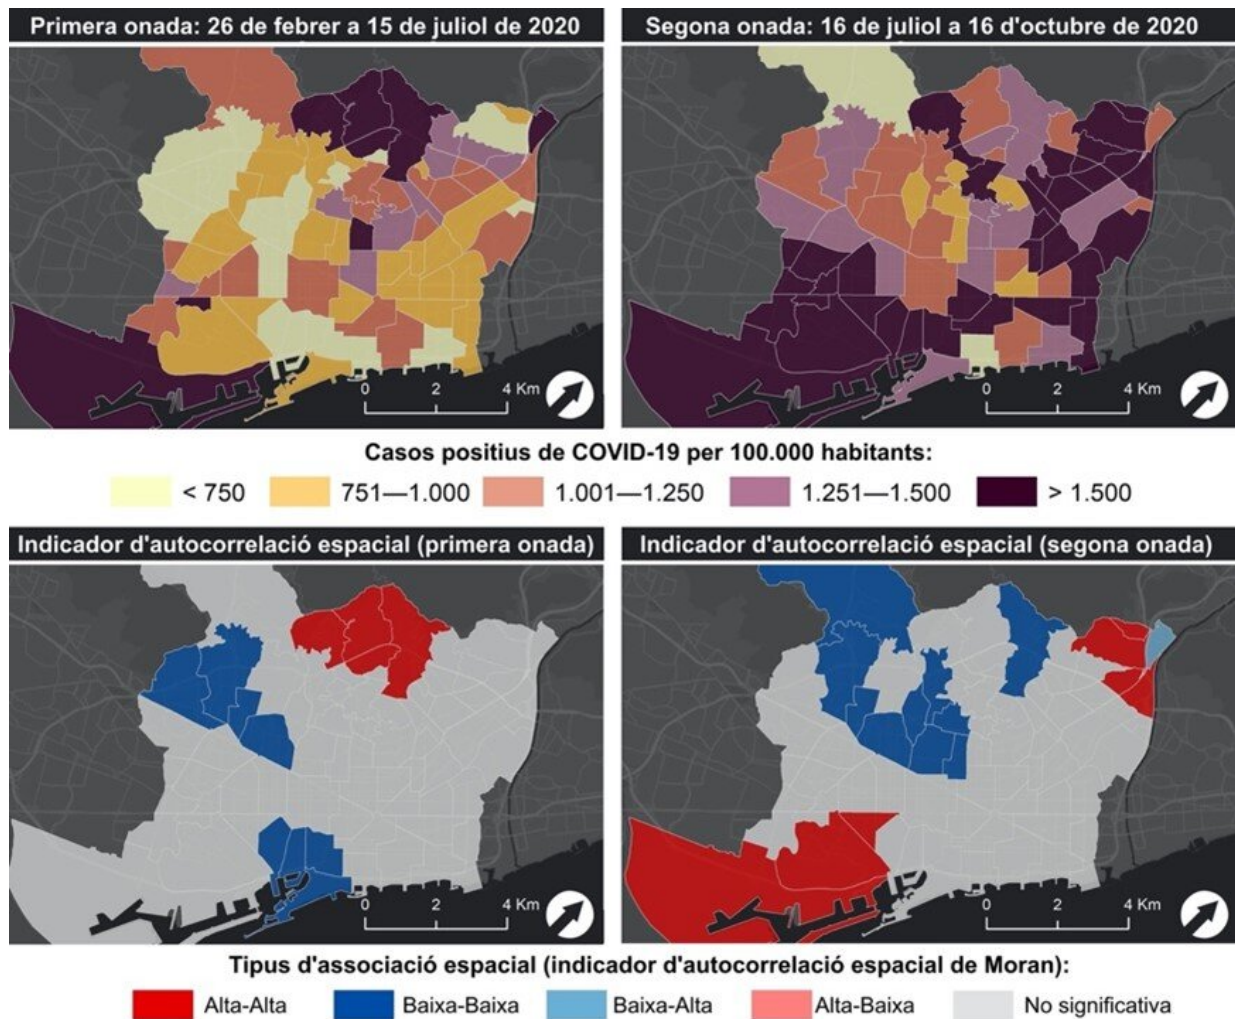 Primera onada: 26 de febrer a 15 de juliol de 2020
Segona onada: 16 de juliol a 16 d'octubre de 2020
0 2 4 Km
0 2 4 Km
Casos positius de COVID-19 per 100.000 habitants:
< 750 751—1.000 1.001—1.250 1.251—1.500 > 1.500
Indicador d'autocorrelació espacial (primera onada)
Indicador d'autocorrelació espacial (segona onada)
0 2 4 Km
0 2 4 Km
Tipus d'associació espacial (indicador d'autocorrelació espacial de Moran):
Alta-Alta Baixa-Baixa Baixa-Alta Alta-Baixa No significativa